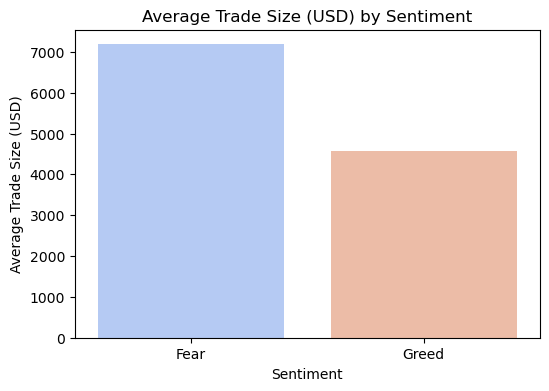 Average Trade Size (USD) by Sentiment
Average Trade Size (USD)
7000
6000
5000
4000
3000
2000
1000
0
Fear
Greed
Sentiment